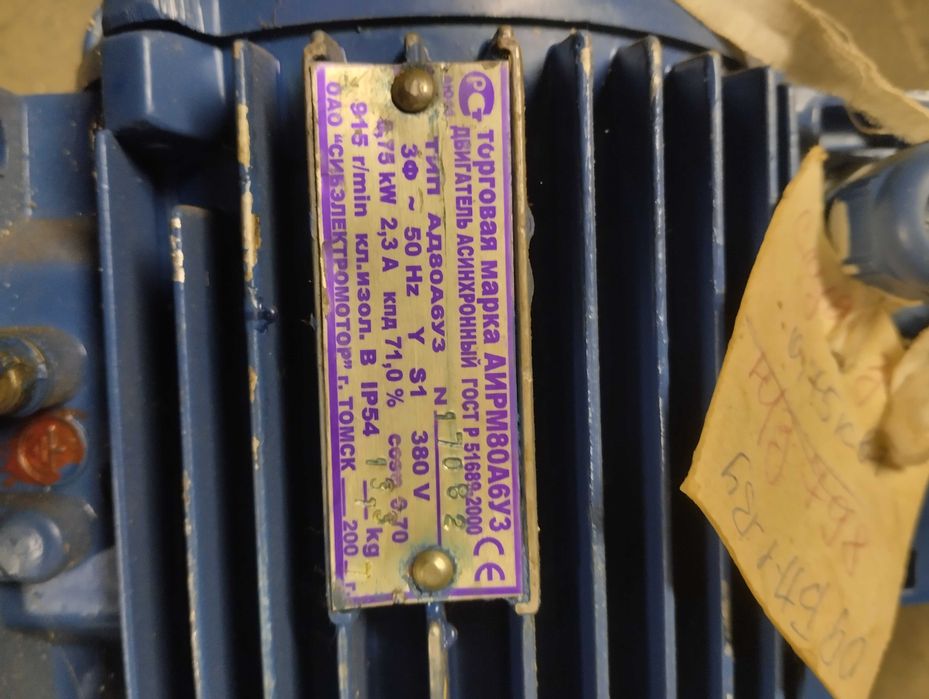 торговая марка АИРМ80А6У3
ДВИГАТЕЛЬ АСИНХРОННЫЙ ГОСТ Р 51689-2000
ТИП АД80А6У3 N 17082
3Ф ~ 50 Hz Y S1 380 V
0,75 kW 2,3 A кпд 71,0 % cosφ 0,70
915 r/min кл.изол. В IP54 kg
ОАО "СИБЭЛЕКТРОМОТОР" г. ТОМСК 200 г.